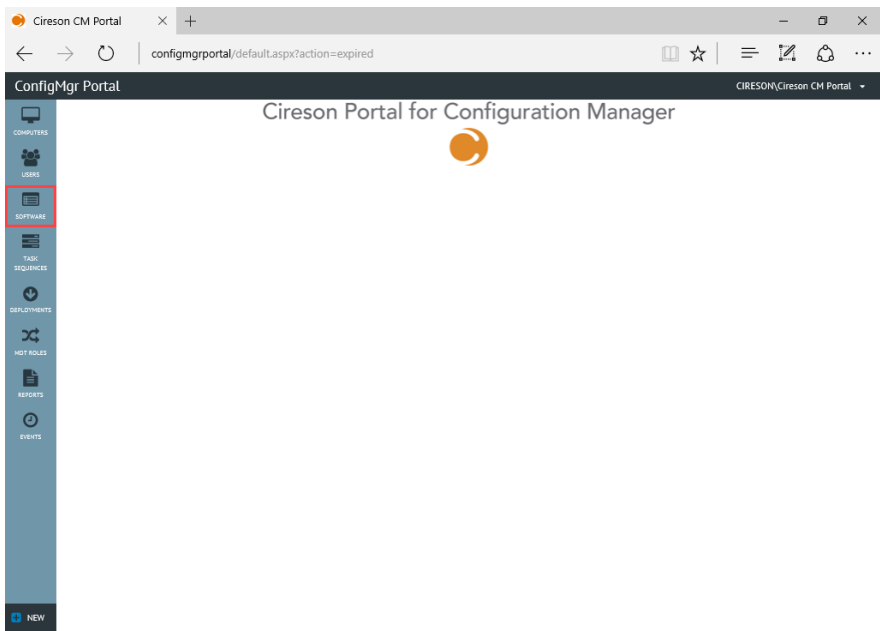 Cireson CM Portal
configmgrportal/default.aspx?action=expired
ConfigMgr Portal
CIRESON\Cireson CM Portal
Cireson Portal for Configuration Manager
COMPUTERS
USERS
SOFTWARE
TASK
SEQUENCES
DEPLOYMENTS
MDT ROLES
REPORTS
EVENTS
NEW